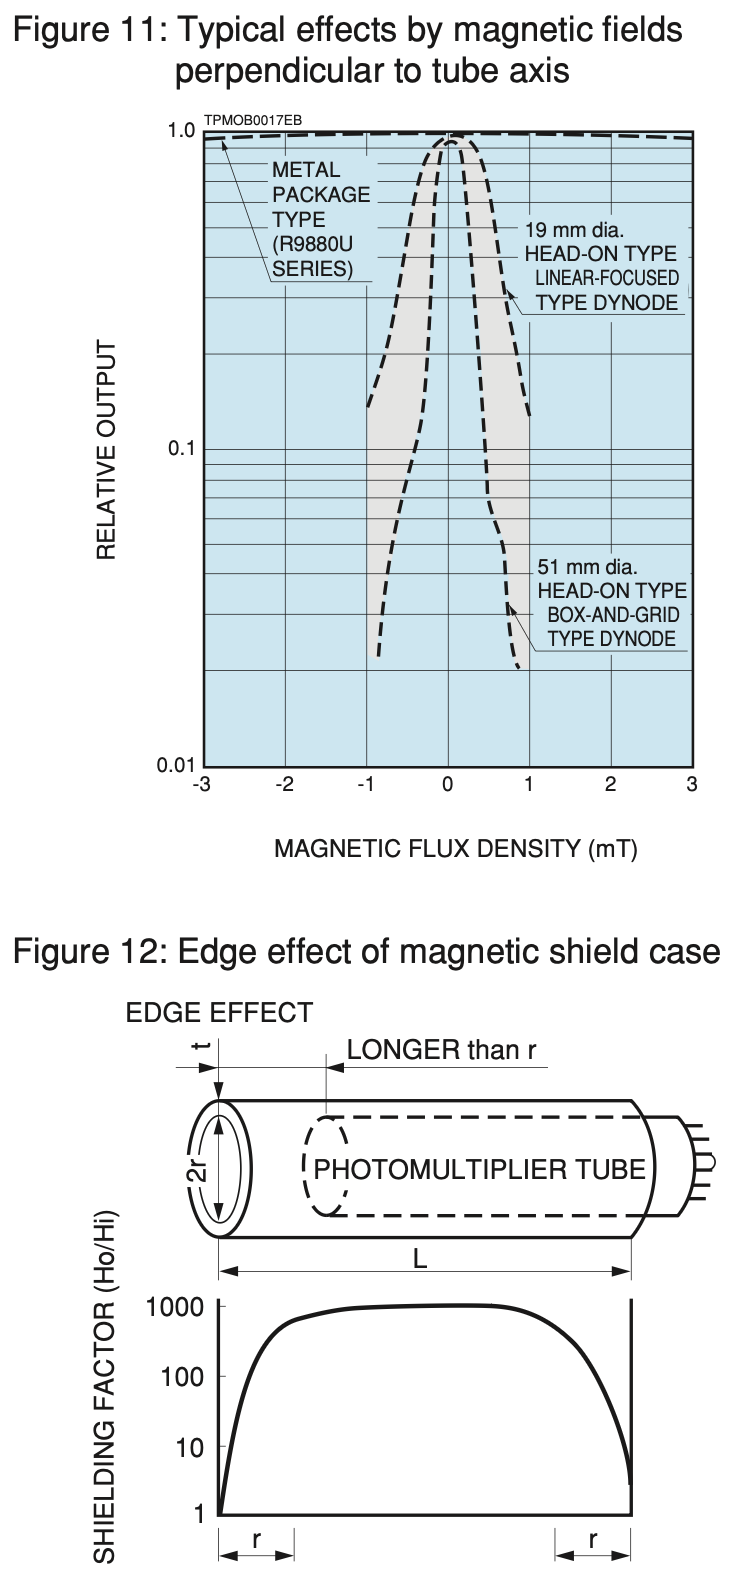 Figure 11: Typical effects by magnetic fields
perpendicular to tube axis
TPMOB0017EB
1.0
METAL
PACKAGE
TYPE
(R9880U
SERIES)
19 mm dia.
HEAD-ON TYPE
LINEAR-FOCUSED
TYPE DYNODE
RELATIVE OUTPUT
0.1
51 mm dia.
HEAD-ON TYPE
BOX-AND-GRID
TYPE DYNODE
0.01
-3 -2 -1 0 1 2 3
MAGNETIC FLUX DENSITY (mT)
Figure 12: Edge effect of magnetic shield case
EDGE EFFECT
t
LONGER than r
2r
PHOTOMULTIPLIER TUBE
L
SHIELDING FACTOR (Ho/Hi)
1000
100
10
1
r r